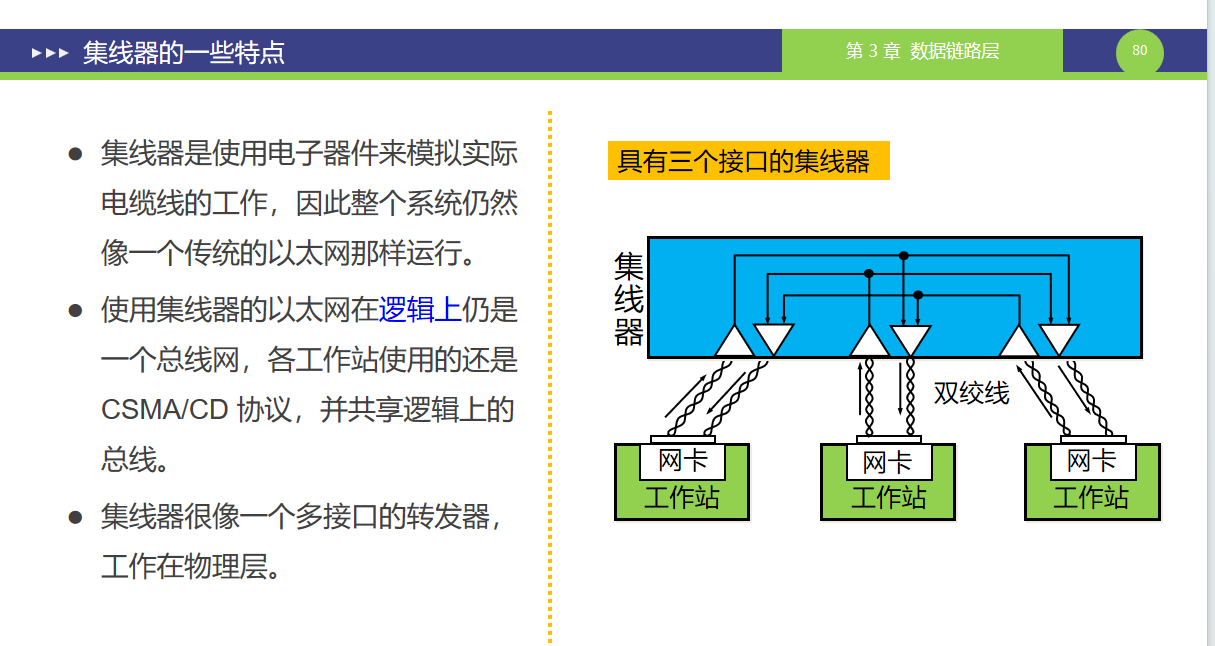 集线器的一些特点
第 3 章 数据链路层
80
集线器是使用电子器件来模拟实际
电缆线的工作，因此整个系统仍然
像一个传统的以太网那样运行。
使用集线器的以太网在逻辑上仍是
一个总线网，各工作站使用的还是
CSMA/CD 协议，并共享逻辑上的
总线。
集线器很像一个多接口的转发器，
工作在物理层。
具有三个接口的集线器
集
线
器
双绞线
网卡
工作站
网卡
工作站
网卡
工作站